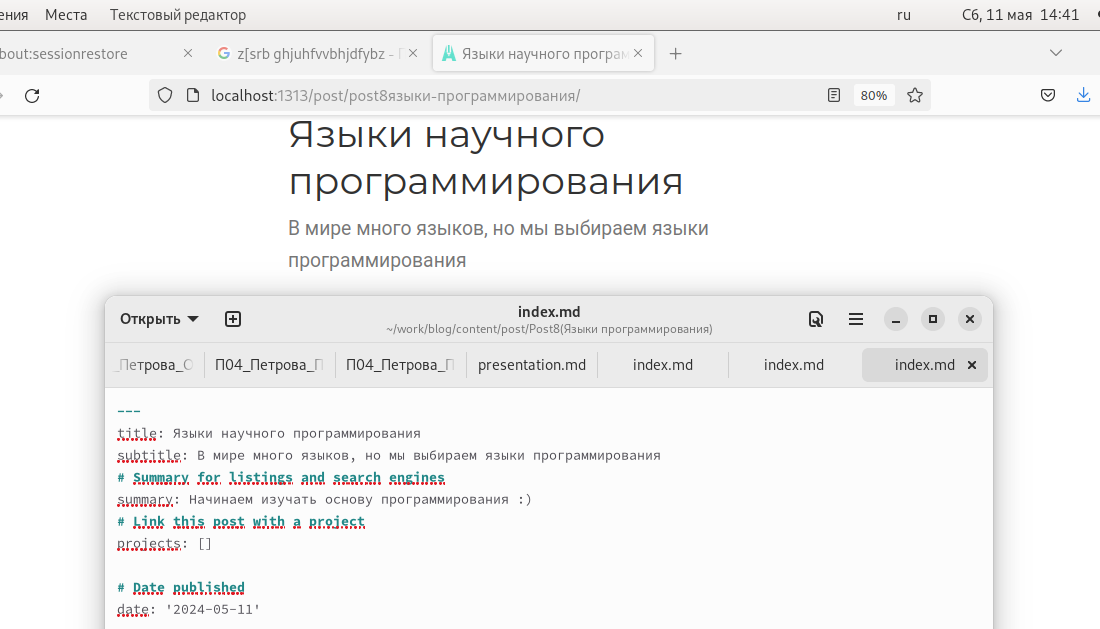 ения Места Текстовый редактор ru Сб, 11 мая 14:41
bout:sessionrestore z[srb ghjuhfvvbhjdfybz - Языки научного програм
localhost:1313/post/post8языки-программирования/ 80%
Языки научного
программирования
В мире много языков, но мы выбираем языки
программирования
Открыть index.md
~/work/blog/content/post/Post8(Языки программирования)
_Петрова_О П04_Петрова_П П04_Петрова_П presentation.md index.md index.md index.md
---
title: Языки научного программирования
subtitle: В мире много языков, но мы выбираем языки программирования
# Summary for listings and search engines
summary: Начинаем изучать основу программирования :)
# Link this post with a project
projects: []
# Date published
date: '2024-05-11'